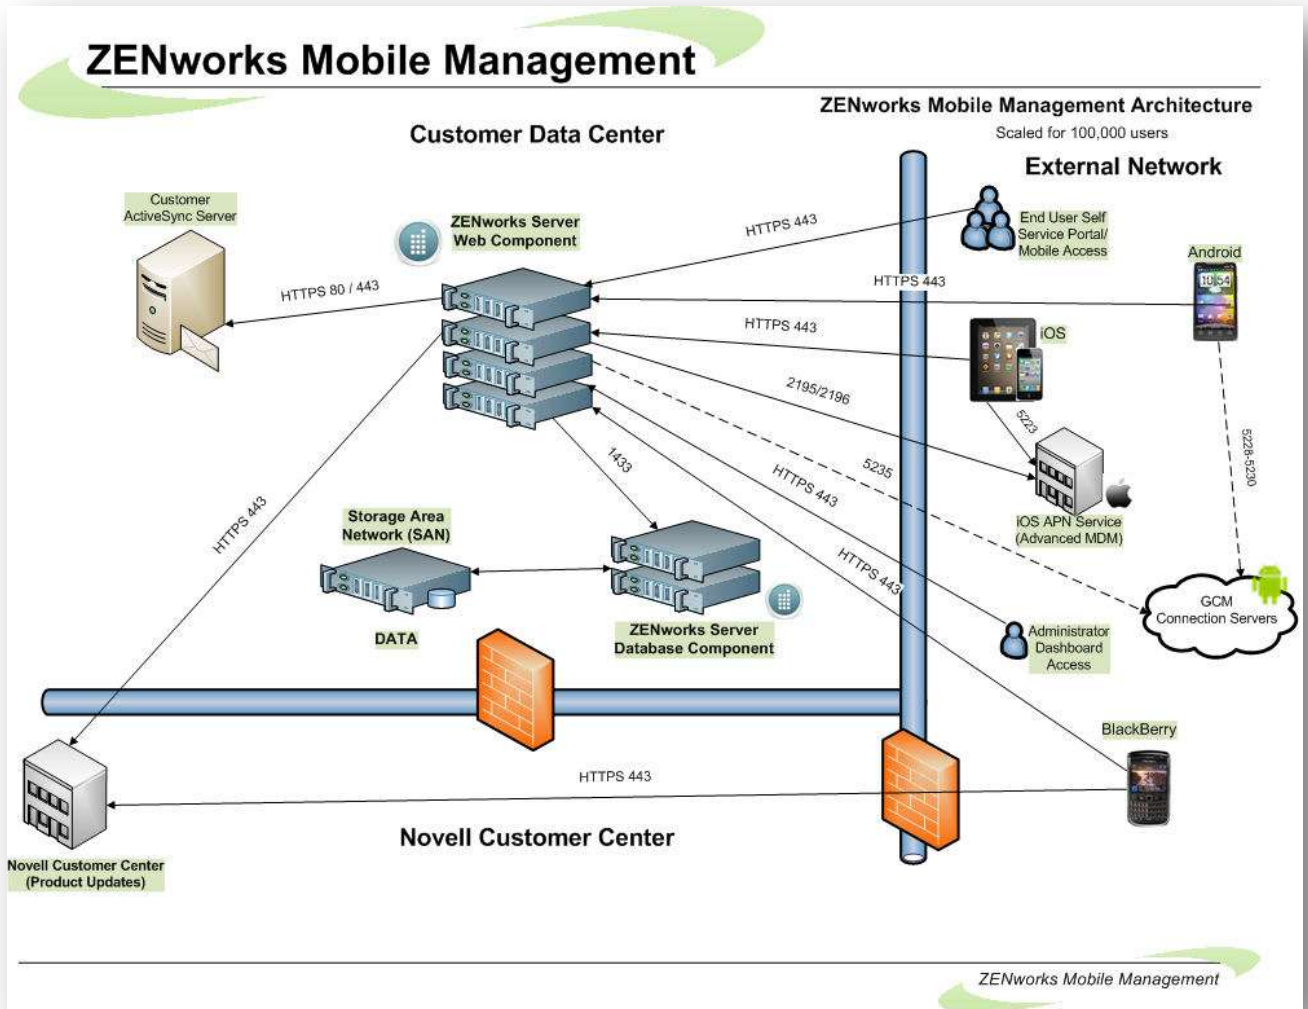 ZENworks Mobile Management
ZENworks Mobile Management Architecture
Scaled for 100,000 users
Customer Data Center
External Network
Customer
ActiveSync Server
ZENworks Server
Web Component
End User Self
Service Portal/
Mobile Access
Android
10:54
HTTPS 443
HTTPS 443
HTTPS 80 / 443
HTTPS 443
iOS
2195/2196
5223
5228-5230
1433
5235
HTTPS 443
HTTPS 443
iOS APN Service
(Advanced MDM)
Storage Area
Network (SAN)
HTTPS 443
GCM
Connection Servers
DATA
ZENworks Server
Database Component
Administrator
Dashboard
Access
BlackBerry
HTTPS 443
Novell Customer Center
Novell Customer Center
(Product Updates)
ZENworks Mobile Management